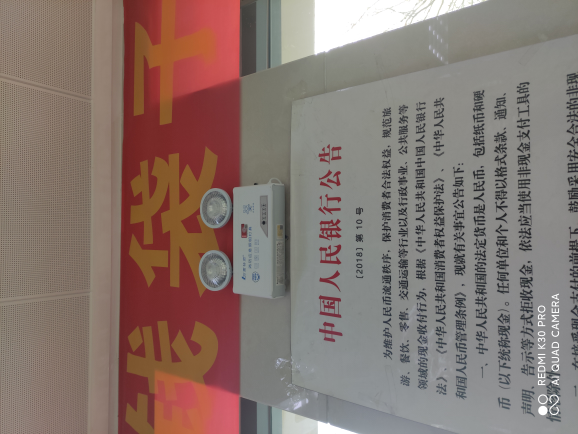 钱袋子
中国人民银行公告
〔2018〕第 10 号
为维护人民币流通秩序，保护消费者合法权益，规范旅
游、餐饮、零售、交通运输等行业以及行政事业、公共服务等
领域的现金收付行为，根据《中华人民共和国中国人民银行
法》、《中华人民共和国消费者权益保护法》、《中华人民共
和国人民币管理条例》，现就有关事宜公告如下：
一、中华人民共和国的法定货币是人民币，包括纸币和硬
币（以下统称现金）。任何单位和个人不得以格式条款、通知、
声明、告示等方式拒收现金，依法应当使用非现金支付工具的
REDMI K30 PRO
AI QUAD CAMERA